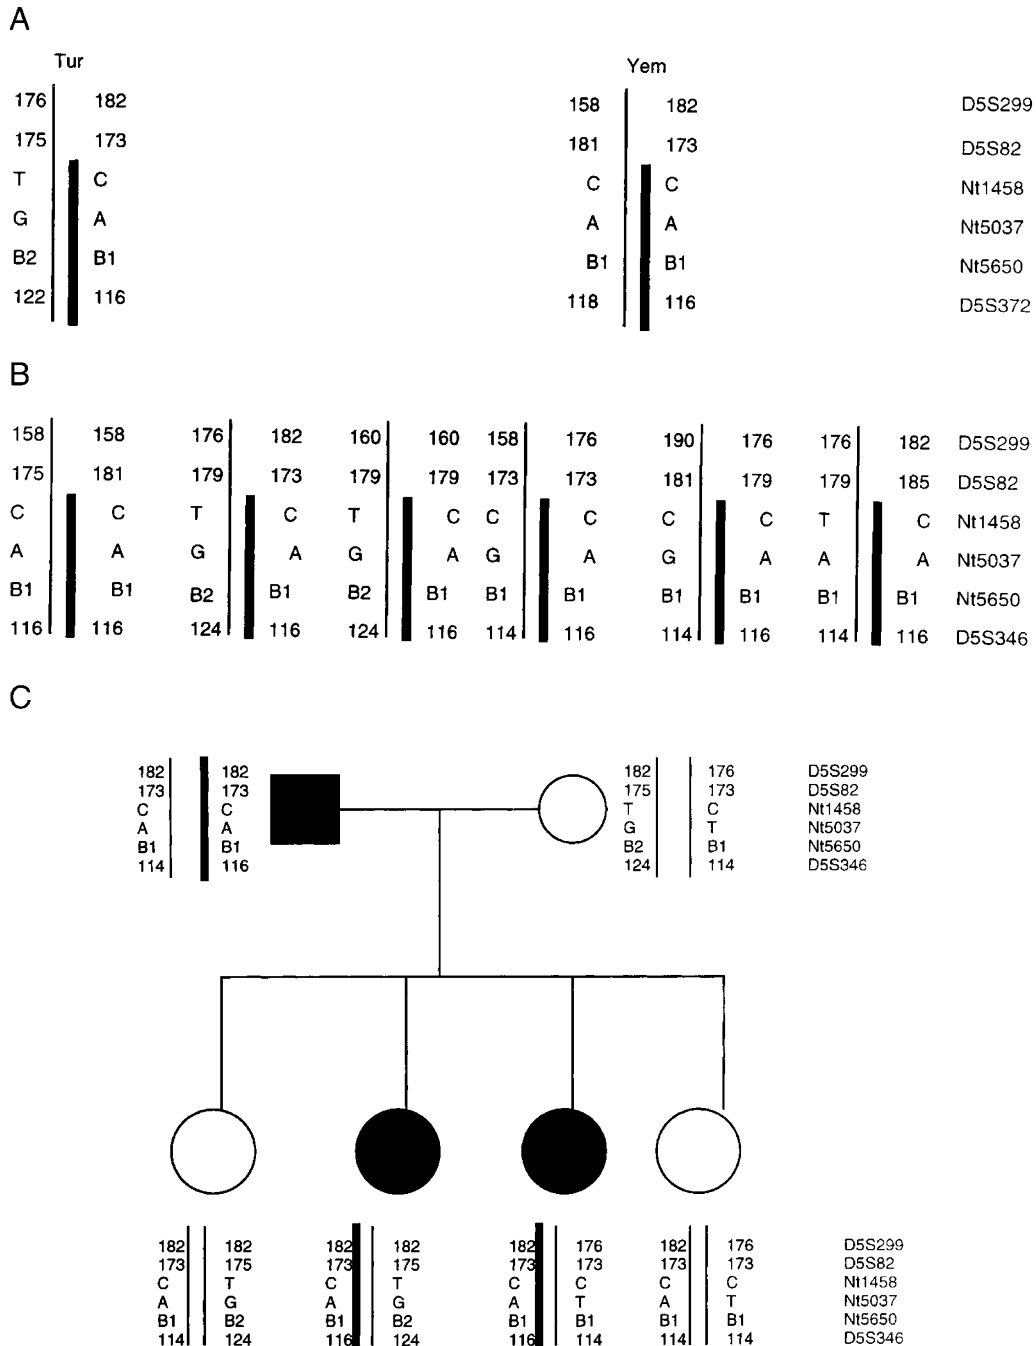 A
Tur Yem
176 182 158 182 D5S299
175 173 181 173 D5S82
T C C C Nt1458
G A A A Nt5037
B2 B1 B1 B1 Nt5650
122 116 118 116 D5S372
B
158 158 176 182 160 160 158 176 190 176 176 182 D5S299
175 181 179 173 179 179 173 173 181 179 179 185 D5S82
C C T C T C C C C C T C Nt1458
A A G A G A G A G A A A Nt5037
B1 B1 B2 B1 B2 B1 B1 B1 B1 B1 B1 B1 Nt5650
116 116 124 116 124 116 114 116 114 116 114 116 D5S346
C
182 182 182 176 D5S299
173 173 175 173 D5S82
C C T C Nt1458
A A G T Nt5037
B1 B1 B2 B1 Nt5650
114 116 124 114 D5S346
182 182 182 182 182 176 182 176 D5S299
173 175 173 175 173 173 173 173 D5S82
C T C T C C C C Nt1458
A G A G A T A T Nt5037
B1 B2 B1 B2 B1 B1 B1 B1 Nt5650
114 124 116 124 116 114 114 114 D5S346